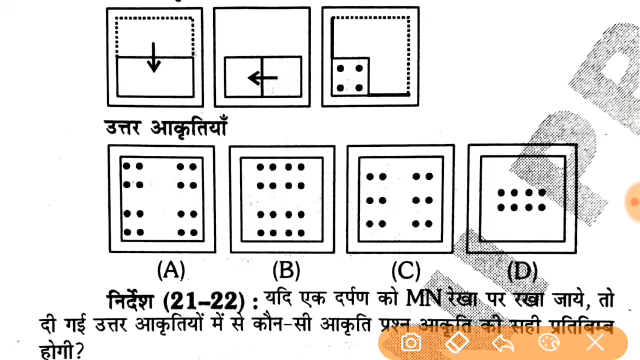 उत्तर आकृतियाँ
(A) (B) (C) (D)
निर्देश (21–22) : यदि एक दर्पण को MN रेखा पर रखा जाये, तो
दी गई उत्तर आकृतियों में से कौन-सी आकृति प्रश्न आकृति की सही प्रतिबिम्ब
होगी?